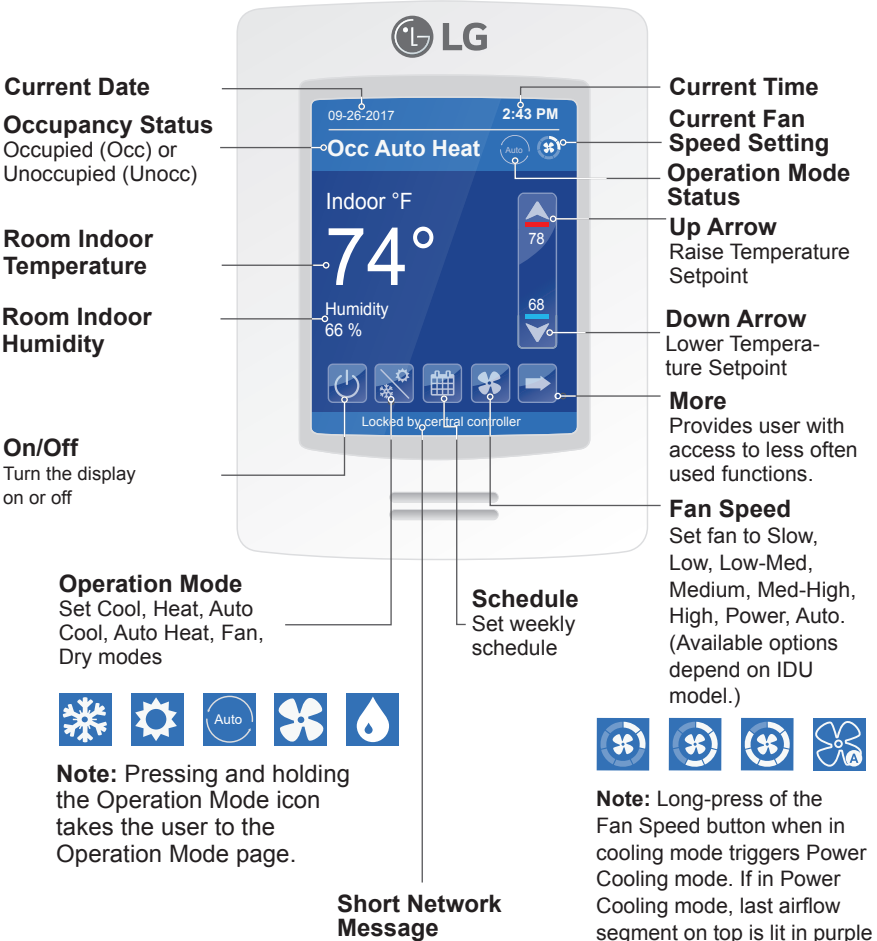 LG
Current Date
Occupancy Status
Occupied (Occ) or
Unoccupied (Unocc)
Room Indoor
Temperature
Room Indoor
Humidity
On/Off
Turn the display
on or off
09-26-2017
2:43 PM
Occ Auto Heat
Auto
Indoor °F
74°
Humidity
66 %
78
68
Locked by central controller
Current Time
Current Fan
Speed Setting
Operation Mode
Status
Up Arrow
Raise Temperature
Setpoint
Down Arrow
Lower Tempera-
ture Setpoint
More
Provides user with
access to less often
used functions.
Fan Speed
Set fan to Slow,
Low, Low-Med,
Medium, Med-High,
High, Power, Auto.
(Available options
depend on IDU
model.)
A
Note: Long-press of the
Fan Speed button when in
cooling mode triggers Power
Cooling mode. If in Power
Cooling mode, last airflow
segment on top is lit in purple
Operation Mode
Set Cool, Heat, Auto
Cool, Auto Heat, Fan,
Dry modes
Auto
Note: Pressing and holding
the Operation Mode icon
takes the user to the
Operation Mode page.
Schedule
Set weekly
schedule
Short Network
Message